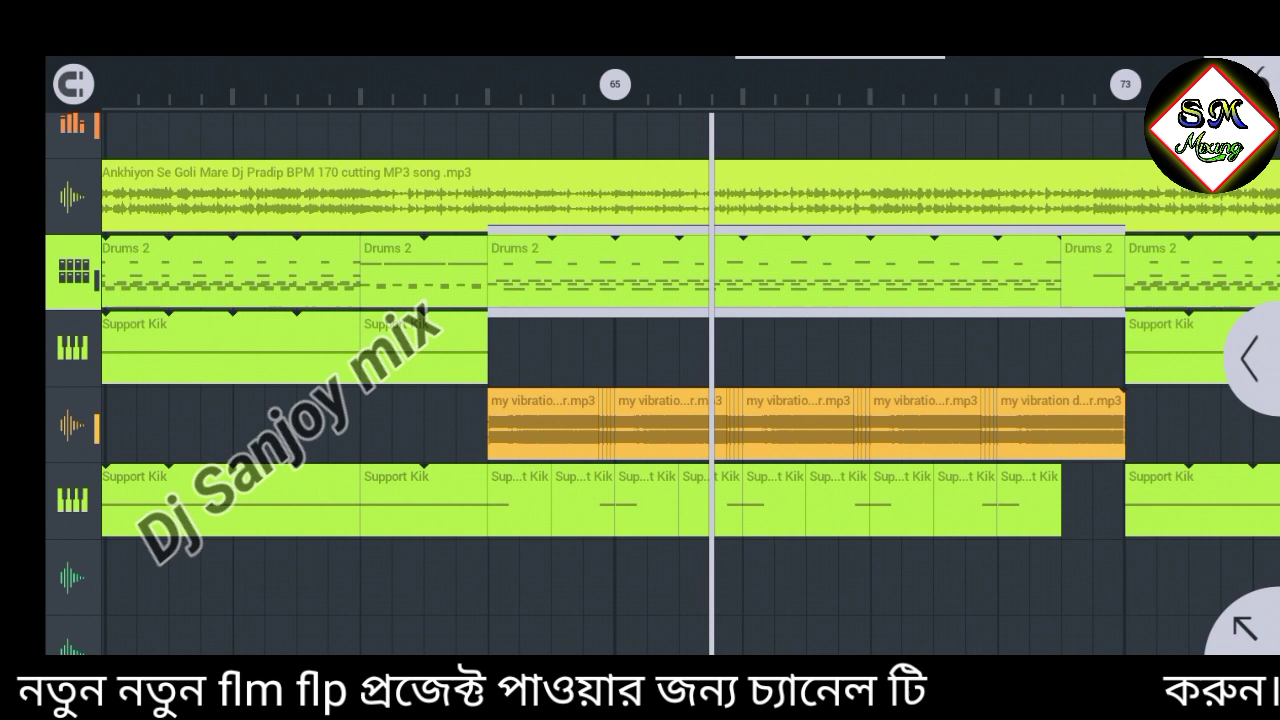 65
73
SM
Mixing
Ankhiyon Se Goli Mare Dj Pradip BPM 170 cutting MP3 song .mp3
Drums 2 Drums 2 Drums 2 Drums 2 Drums 2
Support Kik Support Kik Support Kik
my vibratio...r.mp3 my vibratio...r.mp3 my vibratio...r.mp3 my vibratio...r.mp3 my vibration d...r.mp3
Support Kik Support Kik Sup...t Kik Sup...t Kik Sup...t Kik Sup...t Kik Sup...t Kik Sup...t Kik Sup...t Kik Sup...t Kik Sup...t Kik Support Kik
Dj Sanjoy mix
নতুন নতুন flm flp প্রজেক্ট পাওয়ার জন্য চ্যানেল টি করুন।